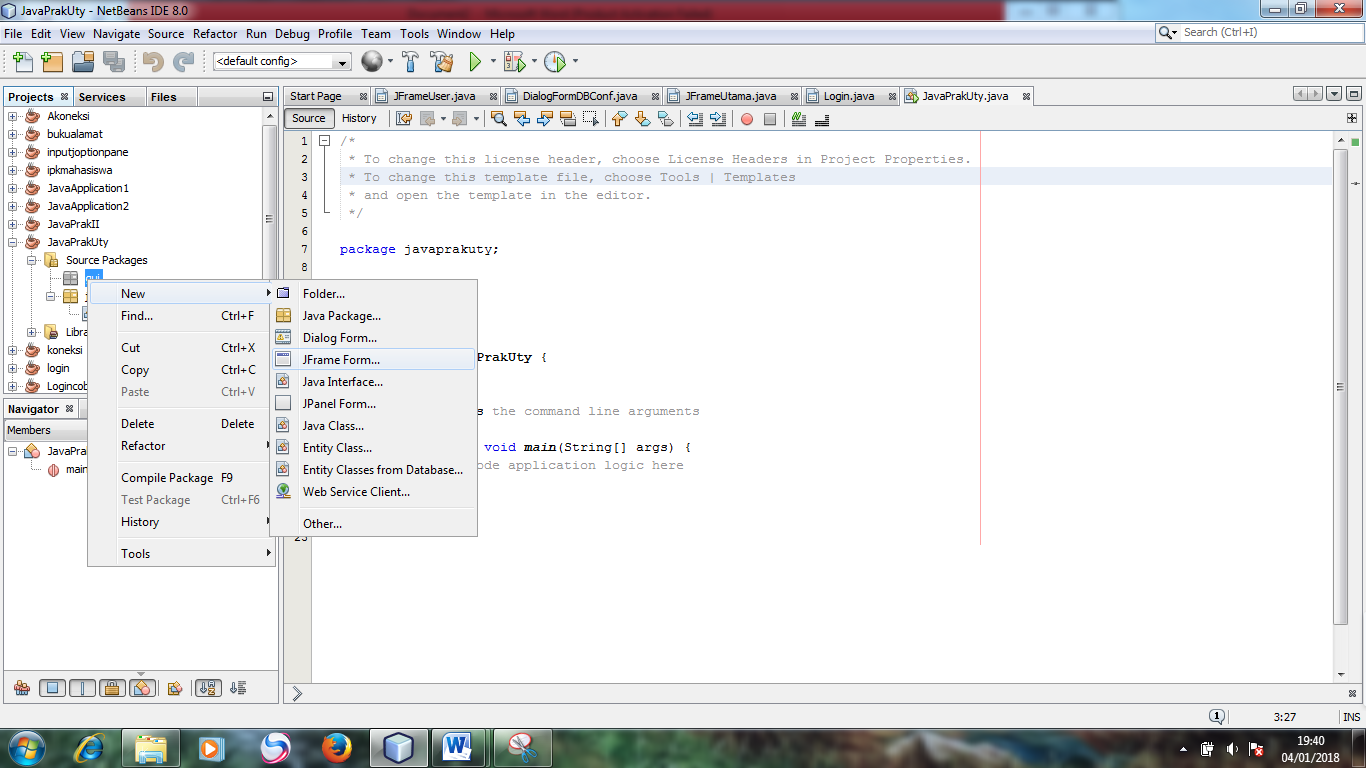 JavaPrakUty - NetBeans IDE 8.0
File Edit View Navigate Source Refactor Run Debug Profile Team Tools Window Help
Search (Ctrl+I)
<default config>
Projects Services Files
Start Page JFrameUser.java DialogFormDBConf.java JFrameUtama.java Login.java JavaPrakUty.java
Source History
Akoneksi
bukualamat
inputjoptionpane
ipkmahasiswa
JavaApplication1
JavaApplication2
JavaPrakII
JavaPrakUty
Source Packages
gui
Libra
koneksi
login
Logincob
Navigator
Members
JavaPrak
main
New
Find... Ctrl+F
Cut Ctrl+X
Copy Ctrl+C
Paste Ctrl+V
Delete Delete
Refactor
Compile Package F9
Test Package Ctrl+F6
History
Tools
Folder...
Java Package...
Dialog Form...
JFrame Form...
Java Interface...
JPanel Form...
Java Class...
Entity Class...
Entity Classes from Database...
Web Service Client...
Other...
1 /*
2 * To change this license header, choose License Headers in Project Properties.
3 * To change this template file, choose Tools | Templates
4 * and open the template in the editor.
5 */
6
7 package javaprakuty;
8
PrakUty {
s the command line arguments
void main(String[] args) {
ode application logic here
1 3:27 INS
19:40
04/01/2018